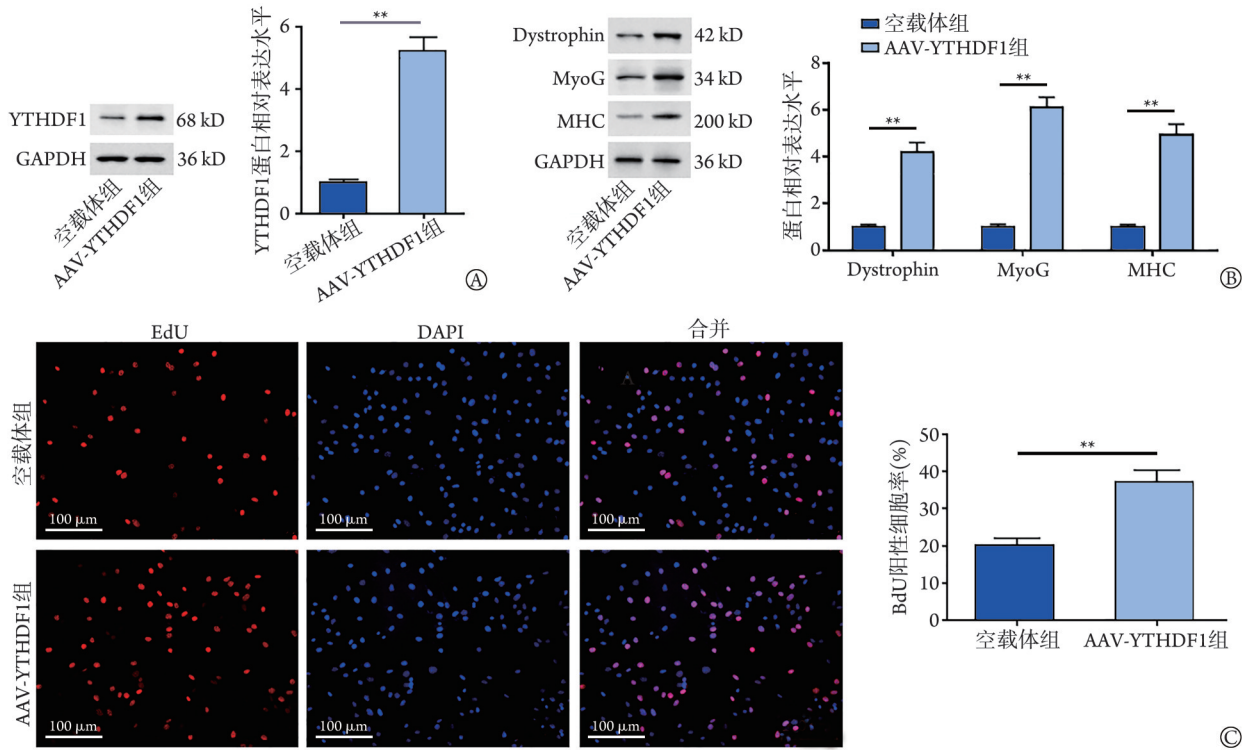 YTHDF1
68 kD
GAPDH
36 kD
空载体组
AAV-YTHDF1组
YTHDF1蛋白相对表达水平
6
4
2
0
**
空载体组
AAV-YTHDF1组
Ⓐ
Dystrophin
42 kD
MyoG
34 kD
MHC
200 kD
GAPDH
36 kD
空载体组
AAV-YTHDF1组
空载体组
AAV-YTHDF1组
蛋白相对表达水平
8
6
4
2
0
**
**
**
Dystrophin
MyoG
MHC
Ⓑ
EdU
DAPI
合并
空载体组
100 μm
100 μm
100 μm
AAV-YTHDF1组
100 μm
100 μm
100 μm
BdU阳性细胞率(%)
50
40
30
20
10
0
**
空载体组
AAV-YTHDF1组
Ⓒ